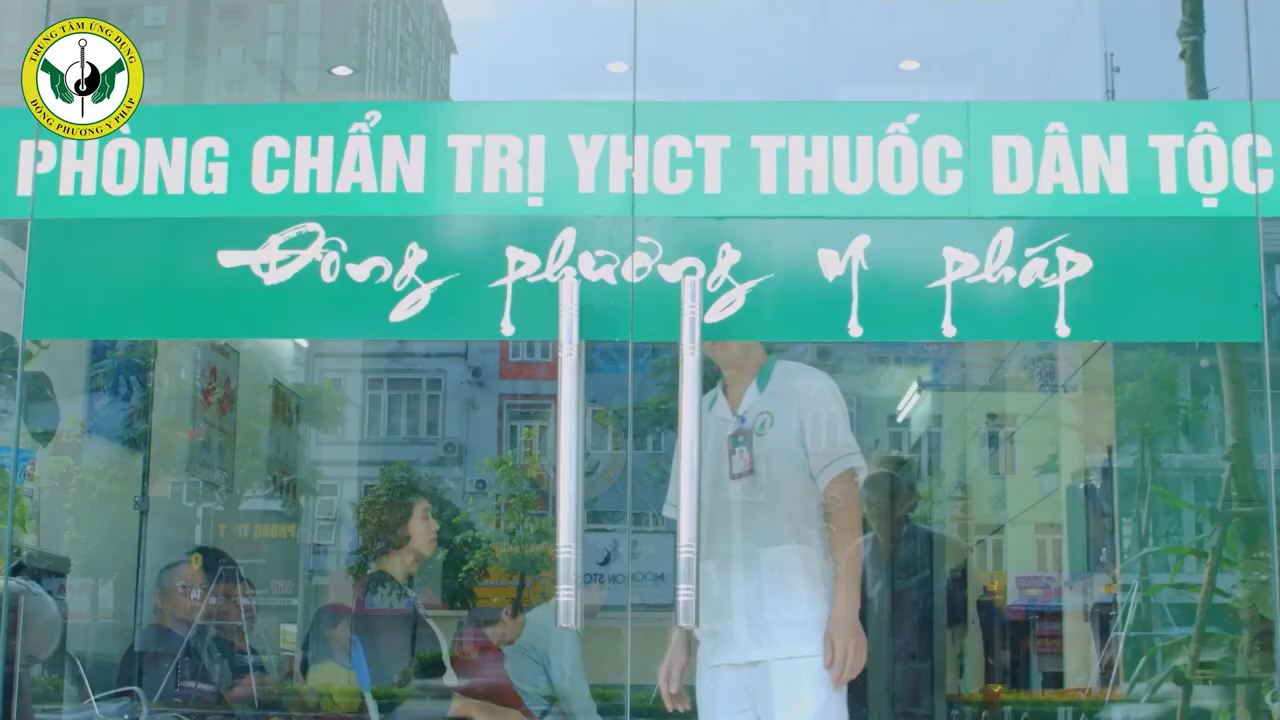 TRUNG TÂM ỨNG DỤNG
ĐÔNG PHƯƠNG Y PHÁP
PHÒNG CHẨN TRỊ YHCT THUỐC DÂN TỘC
Đông phương y pháp